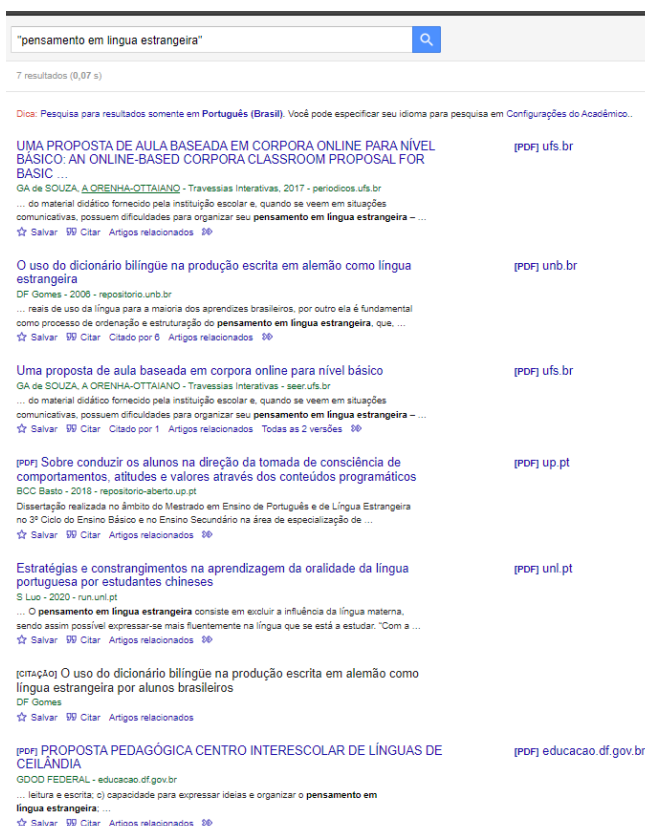 "pensamento em lingua estrangeira"
7 resultados (0,07 s)
Dica: Pesquisa para resultados somente em Português (Brasil). Você pode especificar seu idioma para pesquisa em Configurações do Acadêmico..
UMA PROPOSTA DE AULA BASEADA EM CORPORA ONLINE PARA NÍVEL
BÁSICO: AN ONLINE-BASED CORPORA CLASSROOM PROPOSAL FOR
BASIC …
[PDF] ufs.br
GA de SOUZA, A ORENHA-OTTAIANO - Travessias Interativas, 2017 - periodicos.ufs.br
… do material didático fornecido pela instituição escolar e, quando se veem em situações
comunicativas, possuem dificuldades para organizar seu pensamento em língua estrangeira – …
Salvar Citar Artigos relacionados
O uso do dicionário bilíngüe na produção escrita em alemão como língua
estrangeira
[PDF] unb.br
DF Gomes - 2006 - repositorio.unb.br
… reais de uso da língua para a maioria dos aprendizes brasileiros, por outro ela é fundamental
como processo de ordenação e estruturação do pensamento em língua estrangeira, que, …
Salvar Citar Citado por 6 Artigos relacionados
Uma proposta de aula baseada em corpora online para nível básico
[PDF] ufs.br
GA de SOUZA, A ORENHA-OTTAIANO - Travessias Interativas - seer.ufs.br
… do material didático fornecido pela instituição escolar e, quando se veem em situações
comunicativas, possuem dificuldades para organizar seu pensamento em língua estrangeira – …
Salvar Citar Citado por 1 Artigos relacionados Todas as 2 versões
[PDF] Sobre conduzir os alunos na direção da tomada de consciência de
comportamentos, atitudes e valores através dos conteúdos programáticos
[PDF] up.pt
BCC Basto - 2018 - repositorio-aberto.up.pt
Dissertação realizada no âmbito do Mestrado em Ensino de Português e de Língua Estrangeira
no 3º Ciclo do Ensino Básico e no Ensino Secundário na área de especialização de …
Salvar Citar Artigos relacionados
Estratégias e constrangimentos na aprendizagem da oralidade da língua
portuguesa por estudantes chineses
[PDF] unl.pt
S Luo - 2020 - run.unl.pt
… O pensamento em língua estrangeira consiste em excluir a influência da língua materna,
sendo assim possível expressar-se mais fluentemente na língua que se está a estudar. "Com a …
Salvar Citar Artigos relacionados
[CITAÇÃO] O uso do dicionário bilíngüe na produção escrita em alemão como
língua estrangeira por alunos brasileiros
DF Gomes
Salvar Citar Artigos relacionados
[PDF] PROPOSTA PEDAGÓGICA CENTRO INTERESCOLAR DE LÍNGUAS DE
CEILÂNDIA
[PDF] educacao.df.gov.br
GDOD FEDERAL - educacao.df.gov.br
… leitura e escrita; c) capacidade para expressar ideias e organizar o pensamento em
língua estrangeira; …
Salvar Citar Artigos relacionados